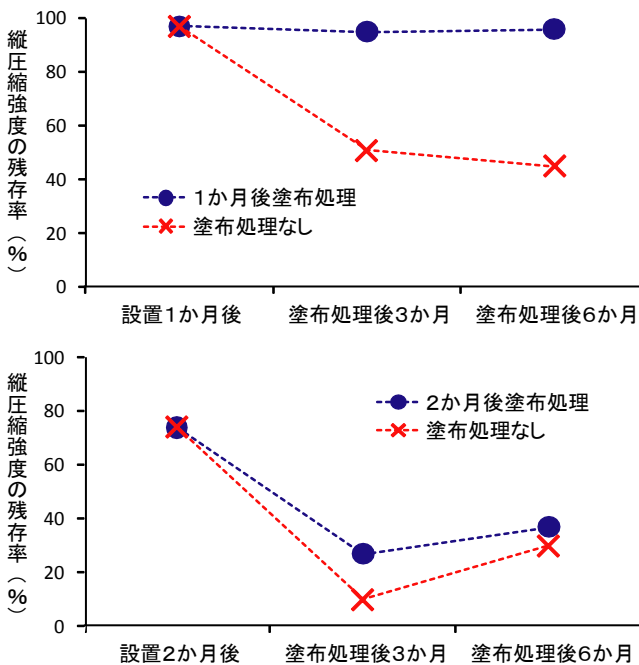 縦圧縮強度の残存率(%)
100
80
60
40
20
0
1か月後塗布処理
塗布処理なし
設置1か月後
塗布処理後3か月
塗布処理後6か月
縦圧縮強度の残存率(%)
100
80
60
40
20
0
2か月後塗布処理
塗布処理なし
設置2か月後
塗布処理後3か月
塗布処理後6か月